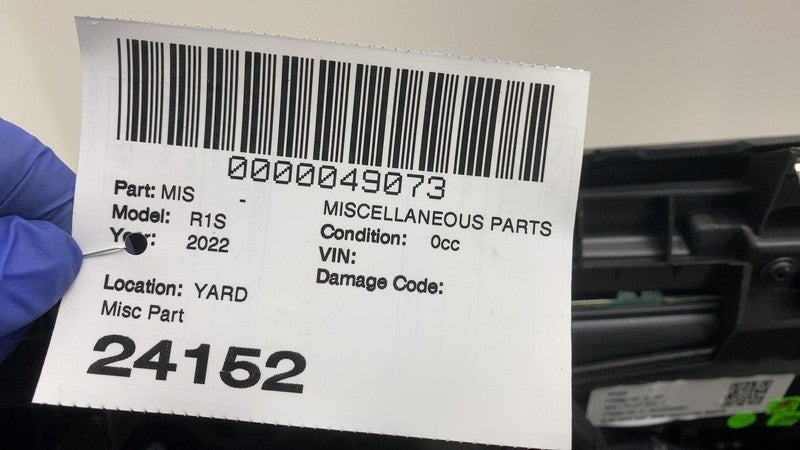 0000049073
Part: MIS -
MISCELLANEOUS PARTS
Model: R1S
Condition: 0cc
Year: 2022
VIN:
Damage Code:
Location: YARD
Misc Part
24152